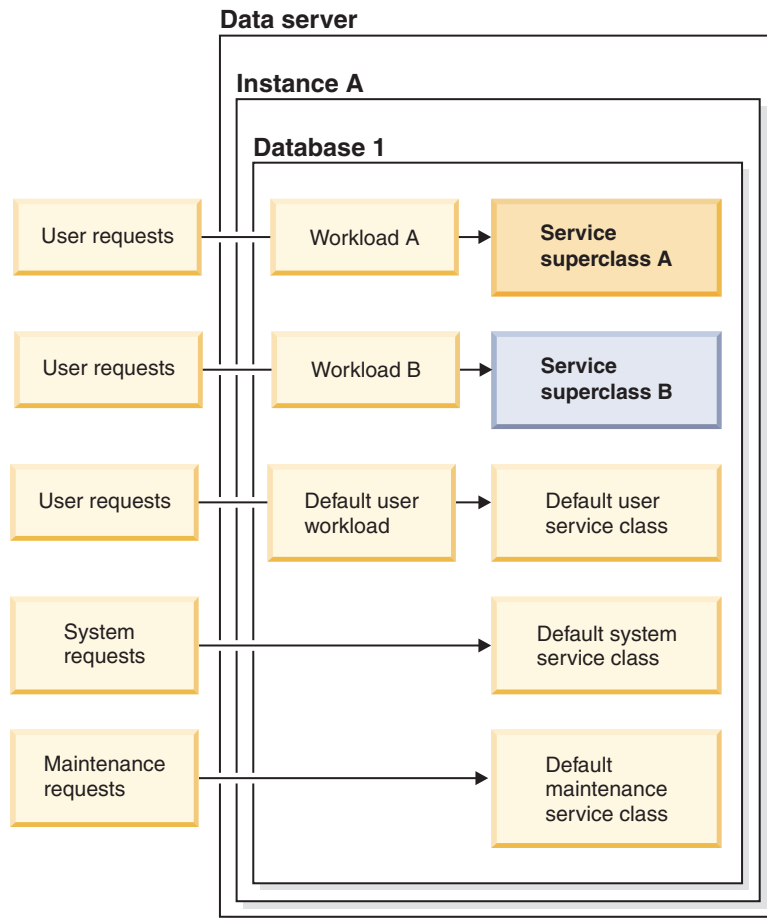 Data server
Instance A
Database 1
User requests
Workload A
Service
superclass A
User requests
Workload B
Service
superclass B
User requests
Default user
workload
Default user
service class
System
requests
Default system
service class
Maintenance
requests
Default
maintenance
service class